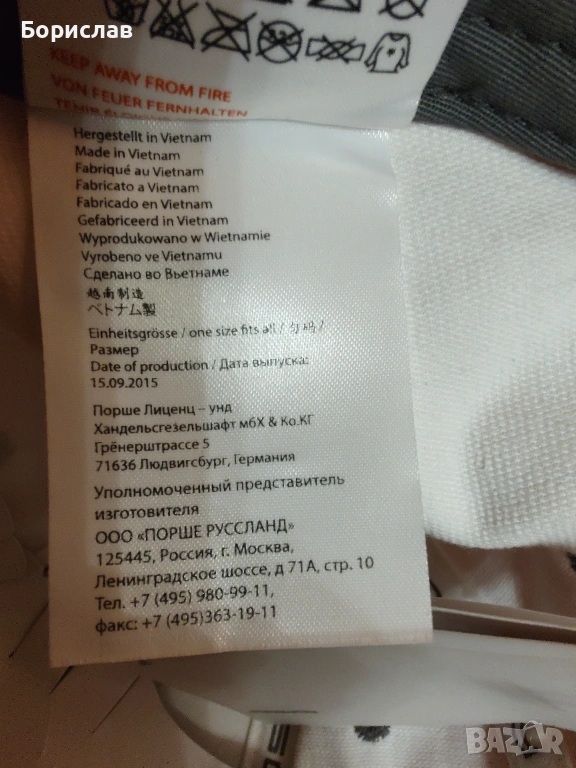 Борислав
KEEP AWAY FROM FIRE
VON FEUER FERNHALTEN
Hergestellt in Vietnam
Made in Vietnam
Fabriqué au Vietnam
Fabricato a Vietnam
Fabricado en Vietnam
Gefabriceerd in Vietnam
Wyprodukowano w Wietnamie
Vyrobeno ve Vietnamu
Сделано во Вьетнаме
越南制造
ベトナム製
Einheitsgrösse / one size fits all / 匀码 /
Размер
Date of production / Дата выпуска:
15.09.2015
Порше Лиценц – унд
Хандельсгезельшафт мбХ & Ко.КГ
Грёнерштрассе 5
71636 Людвигсбург, Германия
Уполномоченный представитель
изготовителя
ООО «ПОРШЕ РУССЛАНД»
125445, Россия, г. Москва,
Ленинградское шоссе, д 71А, стр. 10
Тел. +7 (495) 980-99-11,
факс: +7 (495)363-19-11
BAZAR